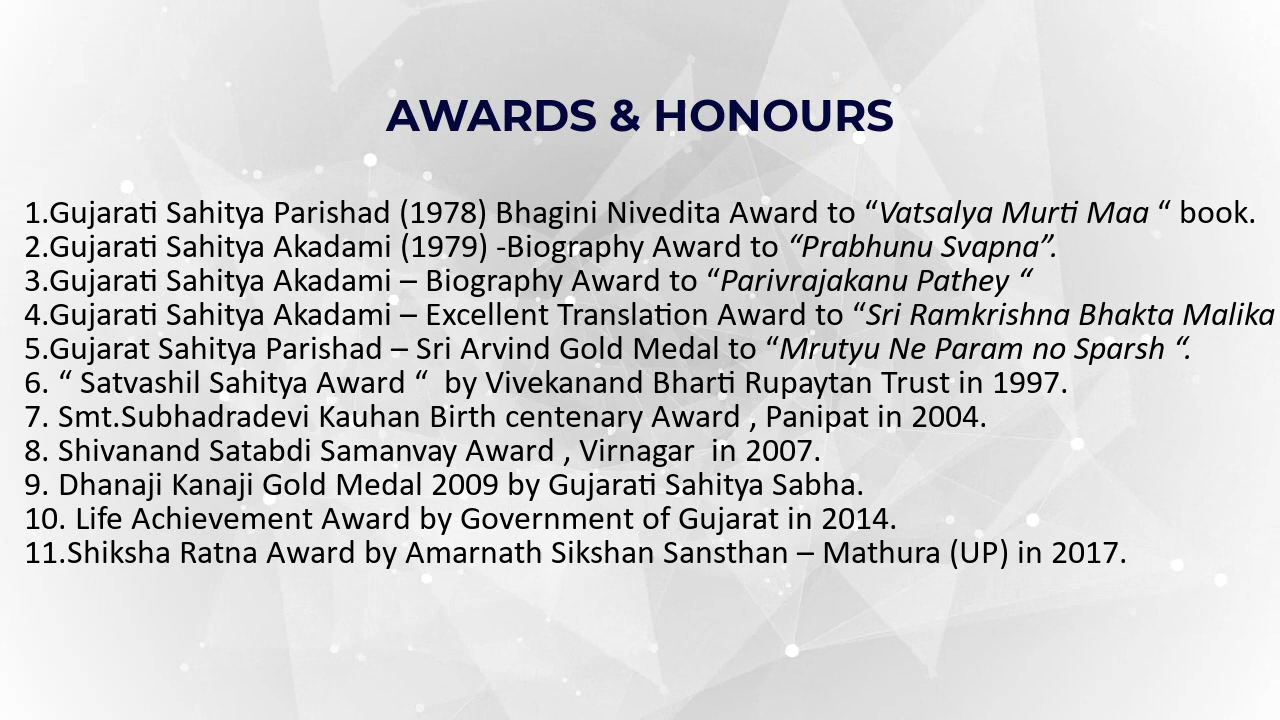 AWARDS & HONOURS
1.Gujarati Sahitya Parishad (1978) Bhagini Nivedita Award to “Vatsalya Murti Maa “ book.
2.Gujarati Sahitya Akadami (1979) -Biography Award to “Prabhunu Svapna”.
3.Gujarati Sahitya Akadami – Biography Award to “Parivrajakanu Pathey “
4.Gujarati Sahitya Akadami – Excellent Translation Award to “Sri Ramkrishna Bhakta Malika
5.Gujarat Sahitya Parishad – Sri Arvind Gold Medal to “Mrutyu Ne Param no Sparsh “.
6. “ Satvashil Sahitya Award “  by Vivekanand Bharti Rupaytan Trust in 1997.
7. Smt.Subhadradevi Kauhan Birth centenary Award , Panipat in 2004.
8. Shivanand Satabdi Samanvay Award , Virnagar  in 2007.
9. Dhanaji Kanaji Gold Medal 2009 by Gujarati Sahitya Sabha.
10. Life Achievement Award by Government of Gujarat in 2014.
11.Shiksha Ratna Award by Amarnath Sikshan Sansthan – Mathura (UP) in 2017.